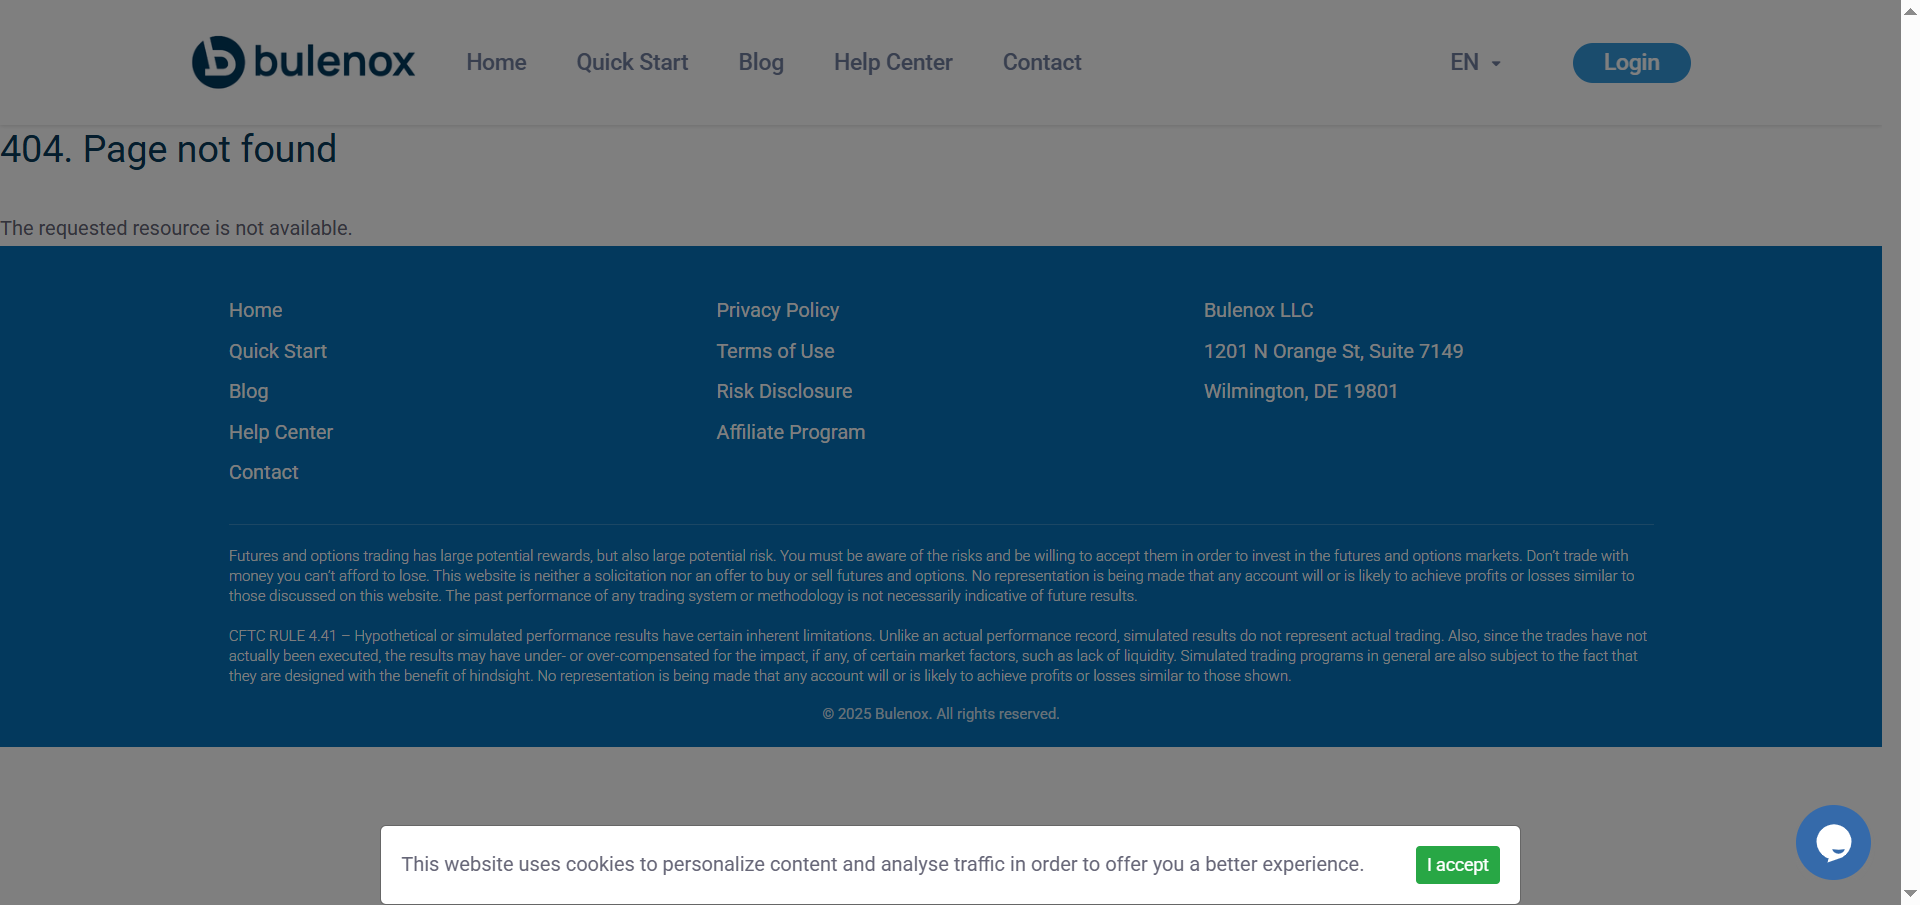 bulenox
Home
Quick Start
Blog
Help Center
Contact
EN
Login
404. Page not found
The requested resource is not available.
Home
Quick Start
Blog
Help Center
Contact
Privacy Policy
Terms of Use
Risk Disclosure
Affiliate Program
Bulenox LLC
1201 N Orange St, Suite 7149
Wilmington, DE 19801
Futures and options trading has large potential rewards, but also large potential risk. You must be aware of the risks and be willing to accept them in order to invest in the futures and options markets. Don't trade with
money you can't afford to lose. This website is neither a solicitation nor an offer to buy or sell futures and options. No representation is being made that any account will or is likely to achieve profits or losses similar to
those discussed on this website. The past performance of any trading system or methodology is not necessarily indicative of future results.
CFTC RULE 4.41 – Hypothetical or simulated performance results have certain inherent limitations. Unlike an actual performance record, simulated results do not represent actual trading. Also, since the trades have not
actually been executed, the results may have under- or over-compensated for the impact, if any, of certain market factors, such as lack of liquidity. Simulated trading programs in general are also subject to the fact that
they are designed with the benefit of hindsight. No representation is being made that any account will or is likely to achieve profits or losses similar to those shown.
© 2025 Bulenox. All rights reserved.
This website uses cookies to personalize content and analyse traffic in order to offer you a better experience.
I accept